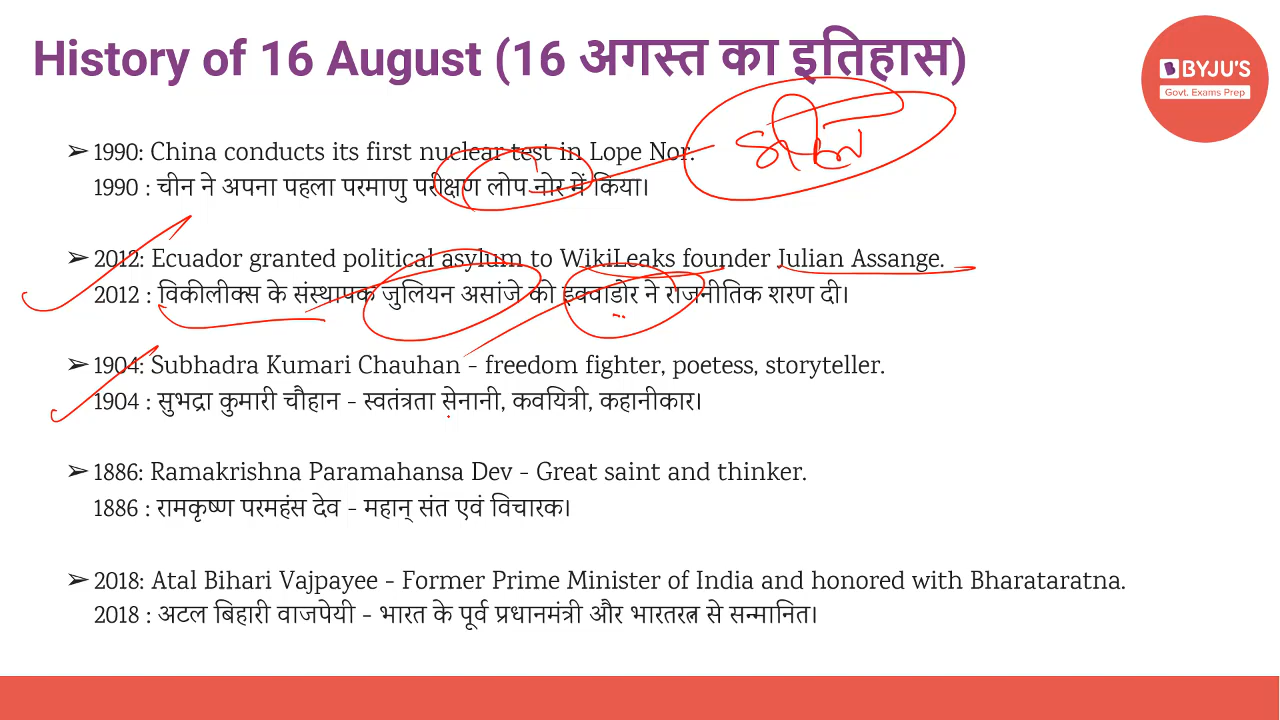 History of 16 August (16 अगस्त का इतिहास)
BYJU'S
Govt. Exams Prep
➢ 1990: China conducts its first nuclear test in Lope Nor.
1990 : चीन ने अपना पहला परमाणु परीक्षण लोप नोर में किया।
➢ 2012: Ecuador granted political asylum to WikiLeaks founder Julian Assange.
2012 : विकीलीक्स के संस्थापक जुलियन असांजे को इक्वाडोर ने राजनीतिक शरण दी।
➢ 1904: Subhadra Kumari Chauhan - freedom fighter, poetess, storyteller.
1904 : सुभद्रा कुमारी चौहान - स्वतंत्रता सेनानी, कवयित्री, कहानीकार।
➢ 1886: Ramakrishna Paramahansa Dev - Great saint and thinker.
1886 : रामकृष्ण परमहंस देव - महान् संत एवं विचारक।
➢ 2018: Atal Bihari Vajpayee - Former Prime Minister of India and honored with Bharataratna.
2018 : अटल बिहारी वाजपेयी - भारत के पूर्व प्रधानमंत्री और भारतरत्न से सन्मानित।